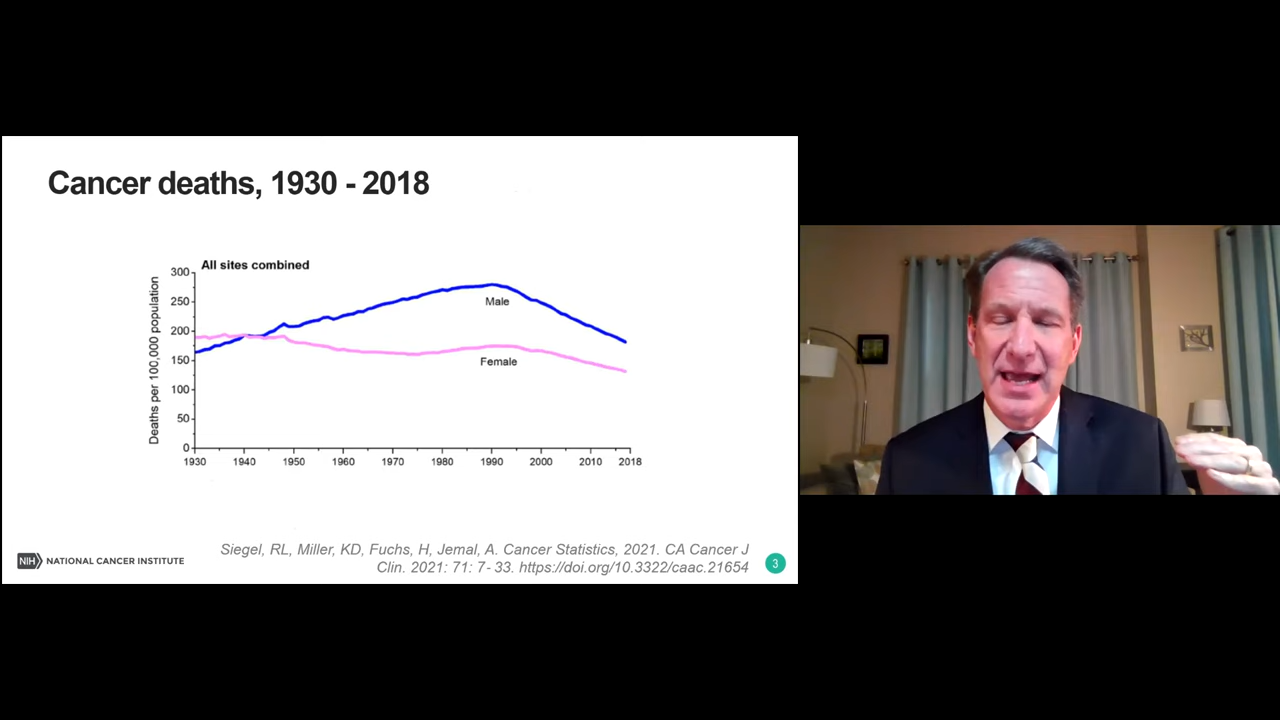 Cancer deaths, 1930 - 2018
All sites combined
Deaths per 100,000 population
300
250
200
150
100
50
0
Male
Female
1930 1940 1950 1960 1970 1980 1990 2000 2010 2018
Siegel, RL, Miller, KD, Fuchs, H, Jemal, A. Cancer Statistics, 2021. CA Cancer J
Clin. 2021: 71: 7- 33. https://doi.org/10.3322/caac.21654
NIH NATIONAL CANCER INSTITUTE
3